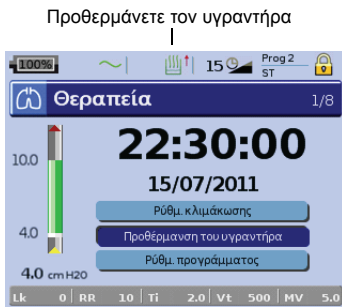 Προθερμάνετε τον υγραντήρα
100% 15 Prog 2
ST
Θεραπεία 1/8
22:30:00
10.0
15/07/2011
Ρύθμ. κλιμάκωσης
4.0 Προθέρμανση του υγραντήρα
Ρύθμ. προγράμματος
4.0 cm H2O
Lk 0 RR 10 Ti 2.0 Vt 500 MV 5.0